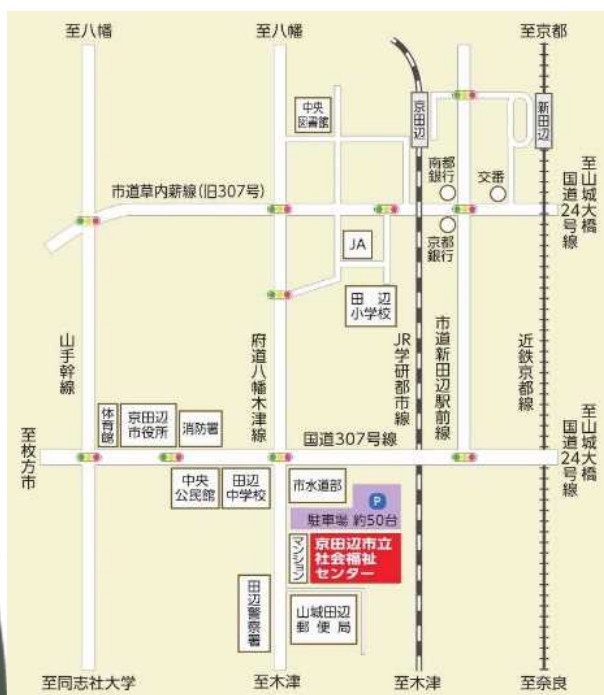 至八幡
至八幡
至京都
中央
図書館
京田辺
新田辺
南都
銀行
交番
至山城大橋
国道24号線
市道草内薪線(旧307号)
京都
銀行
JA
田辺
小学校
山手幹線
府道八幡木津線
JR学研都市線
市道新田辺駅前線
近鉄京都線
至枚方市
体育館
京田辺
市役所
消防署
国道307号線
至山城大橋
国道24号線
中央
公民館
田辺
中学校
市水道部
P
駐車場 約50台
マンション
京田辺市立
社会福祉
センター
田辺警察署
山城田辺
郵便局
至同志社大学
至木津
至木津
至奈良